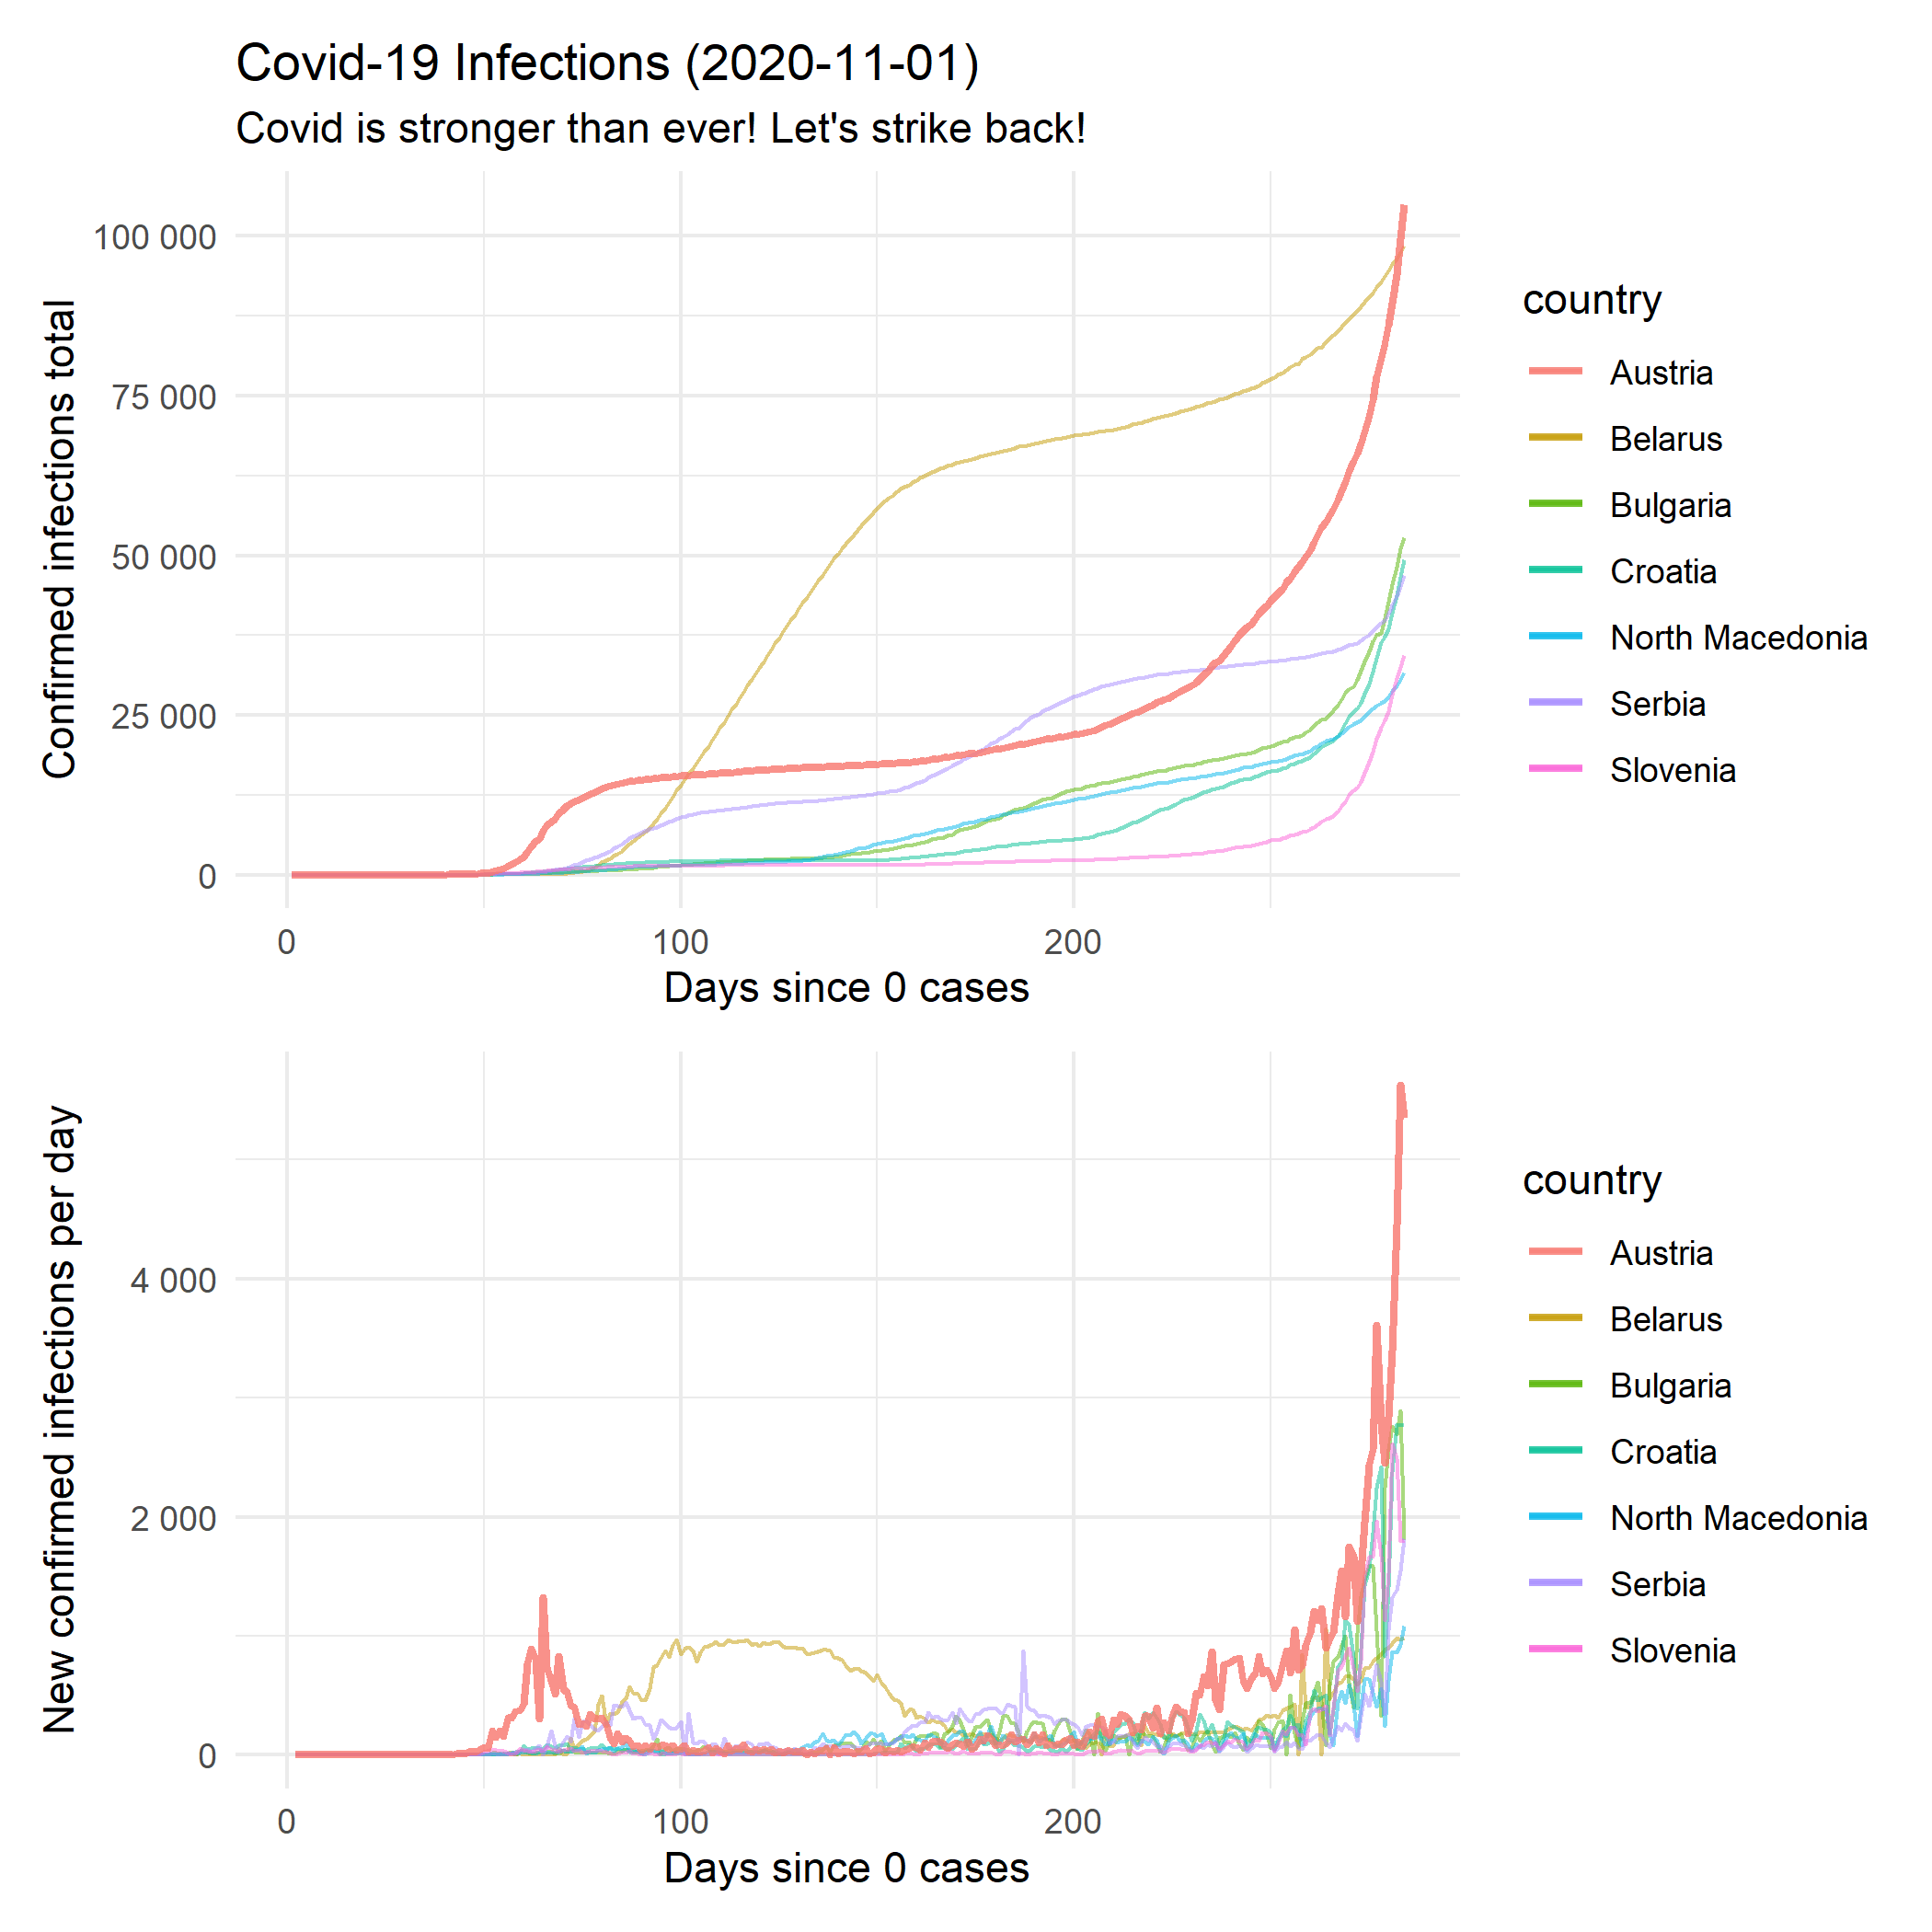 Covid-19 Infections (2020-11-01)
Covid is stronger than ever! Let's strike back!
Confirmed infections total
100 000
75 000
50 000
25 000
0
0
100
200
Days since 0 cases
country
Austria
Belarus
Bulgaria
Croatia
North Macedonia
Serbia
Slovenia
New confirmed infections per day
4 000
2 000
0
0
100
200
Days since 0 cases
country
Austria
Belarus
Bulgaria
Croatia
North Macedonia
Serbia
Slovenia